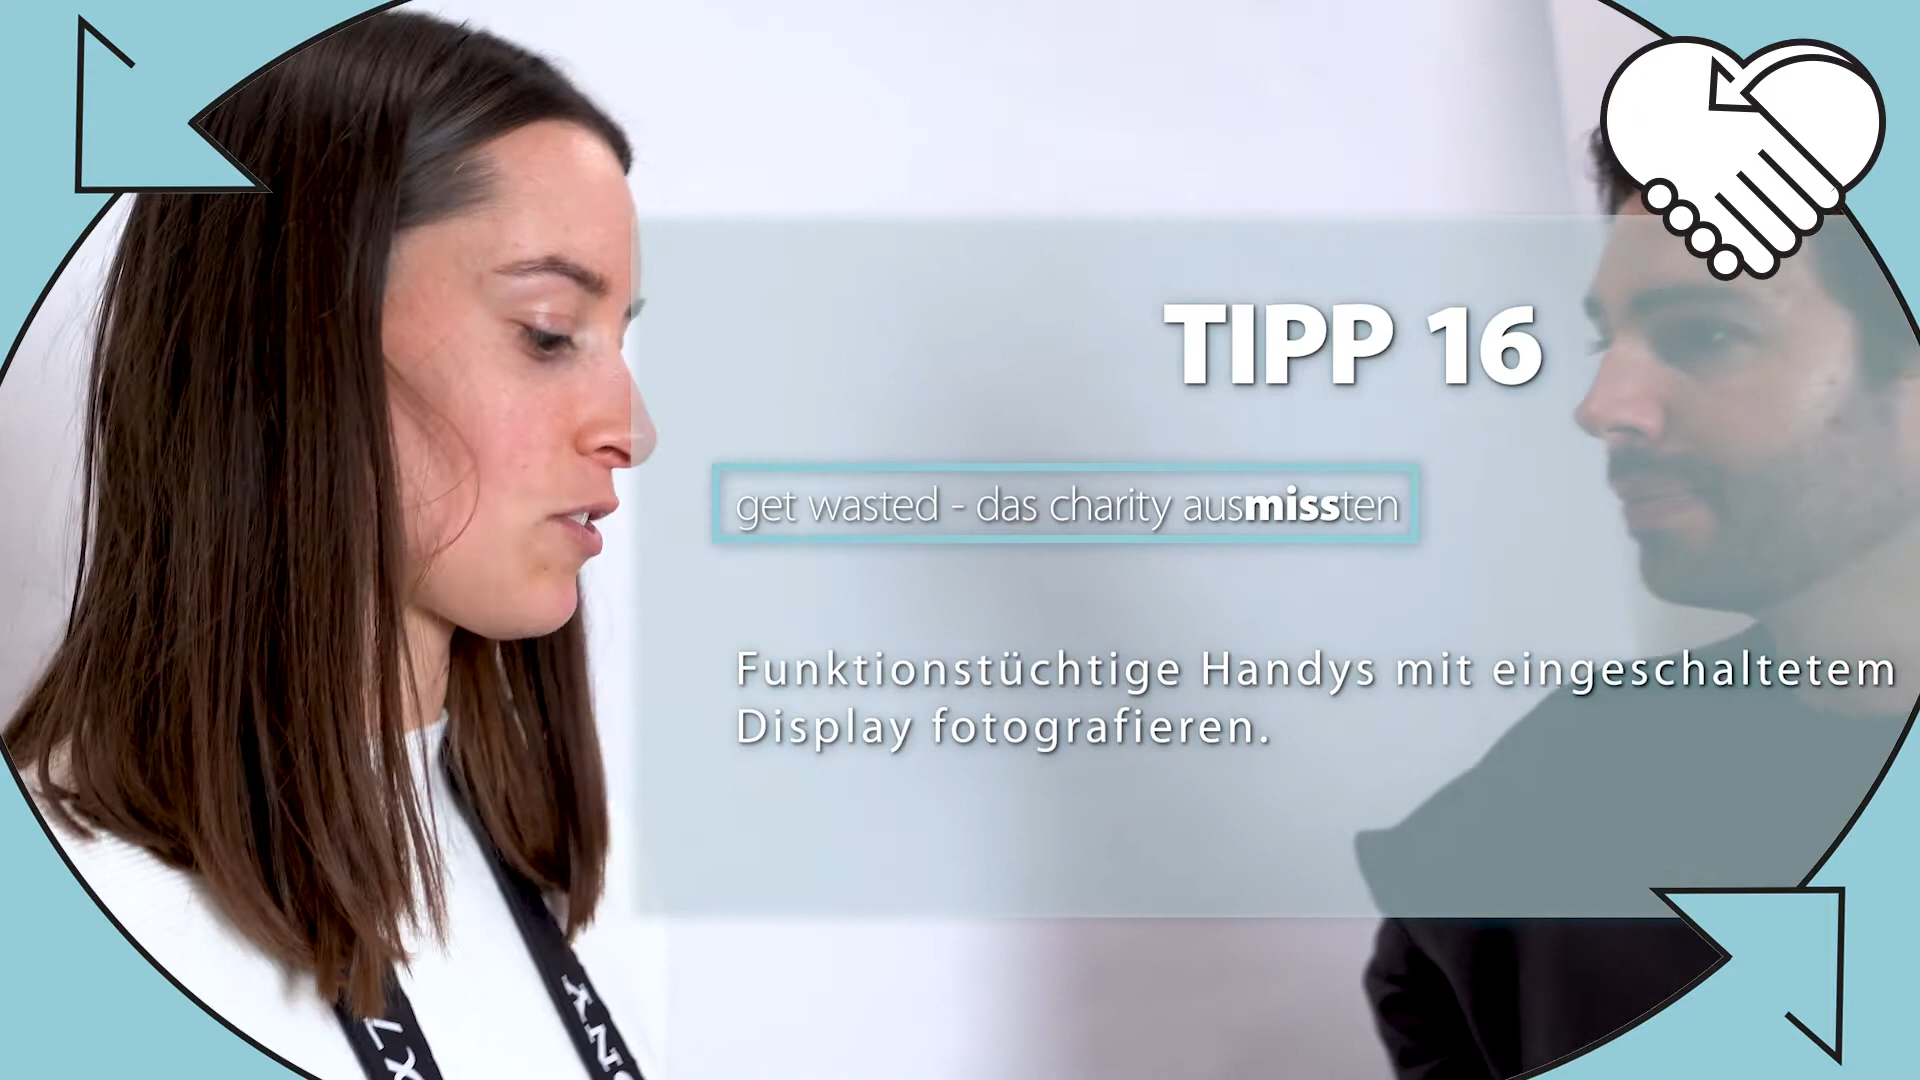 TIPP 16
get wasted - das charity ausmissten
Funktionstüchtige Handys mit eingeschaltetem
Display fotografieren.